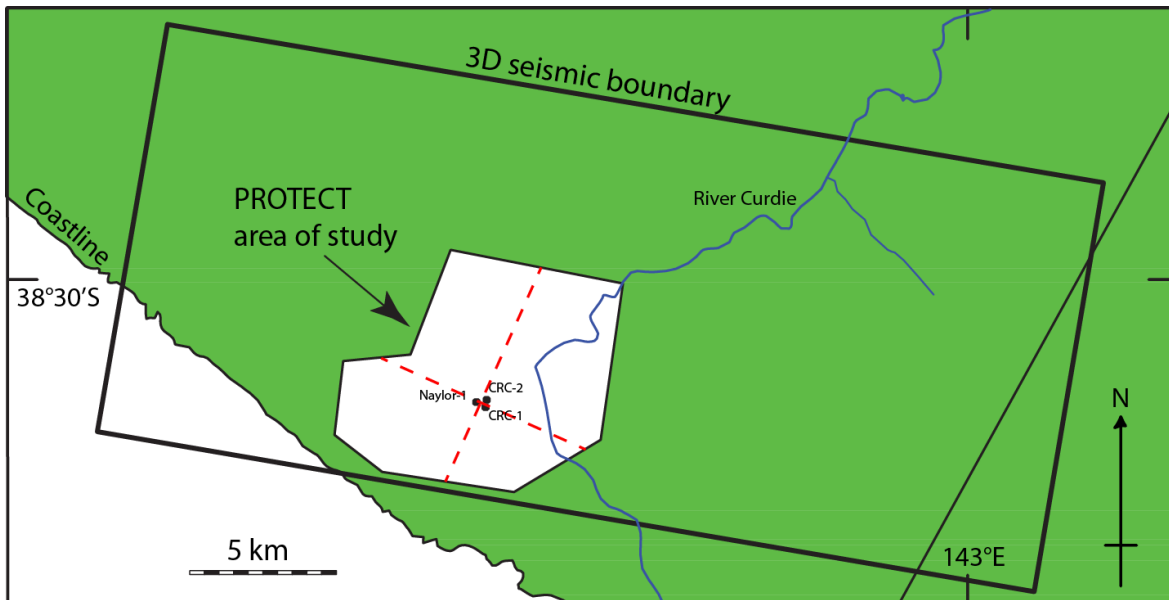 3D seismic boundary
River Curdie
Coastline
PROTECT
area of study
38°30'S
Naylor-1
CRC-2
CRC-1
N
5 km
143°E